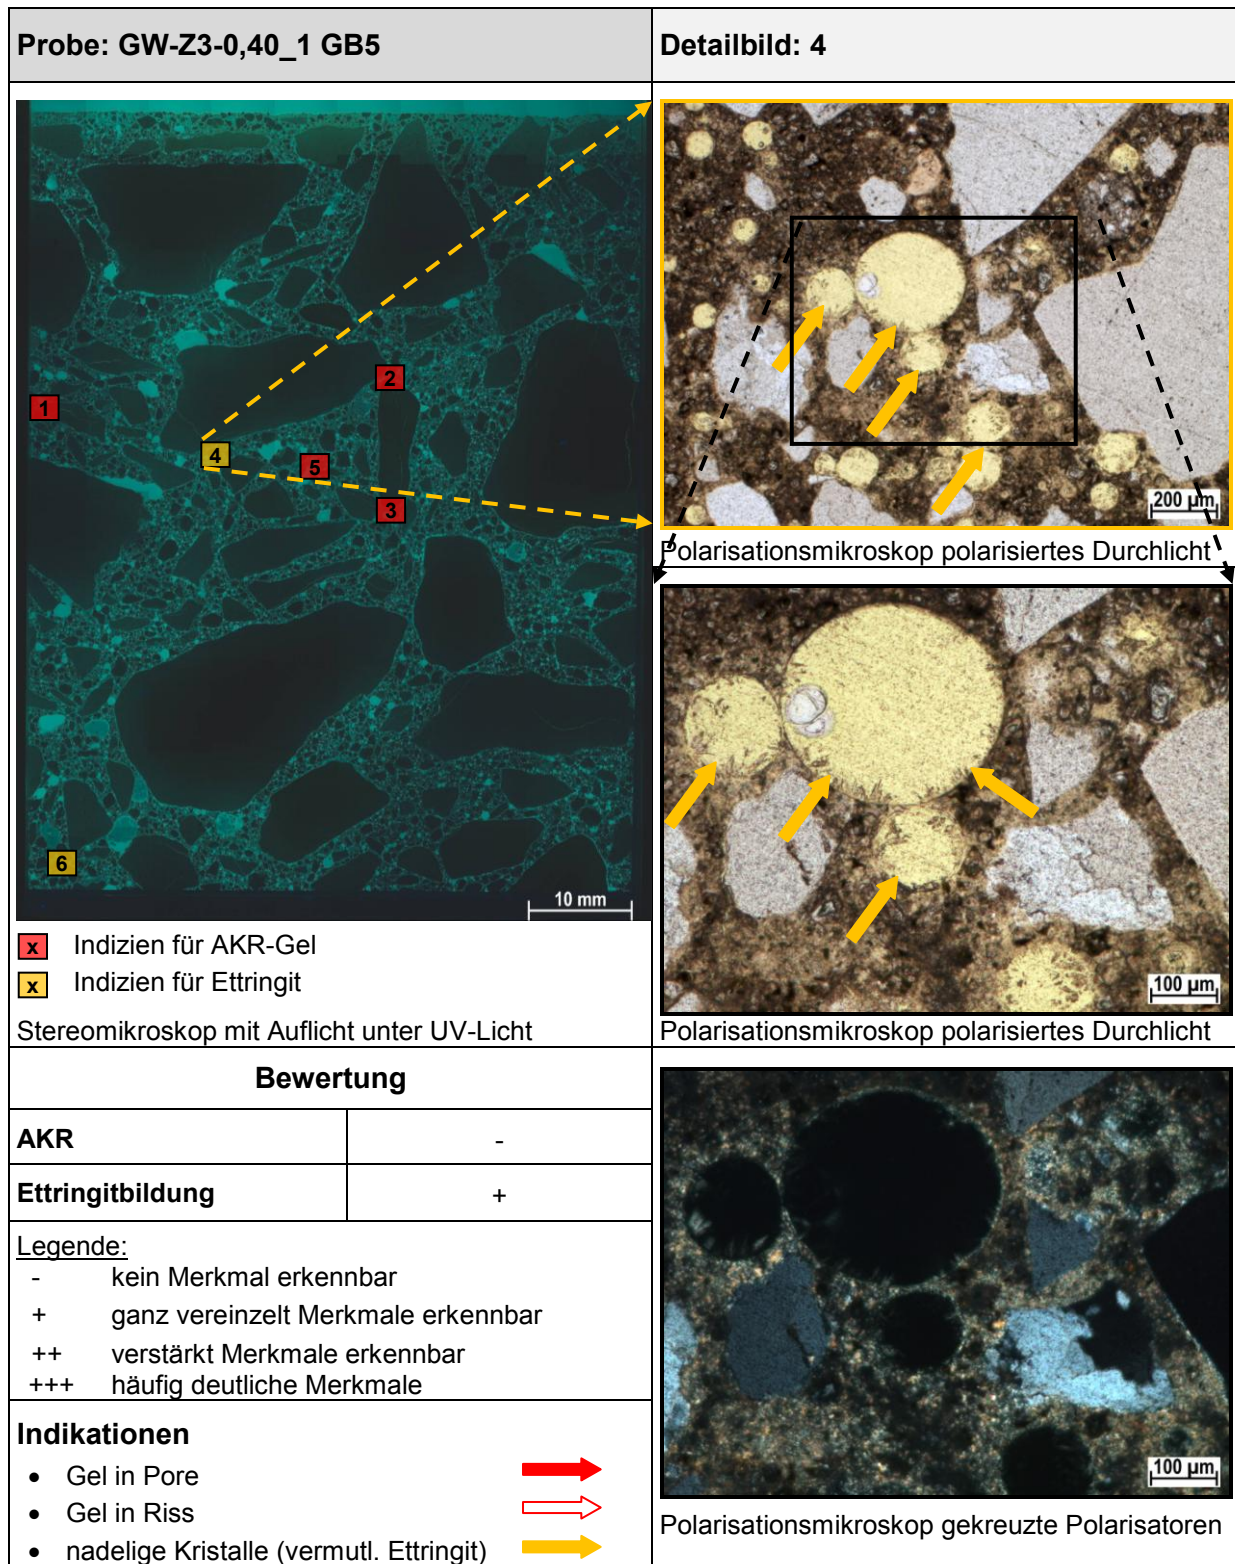 Probe: GW-Z3-0,40_1 GB5
Detailbild: 4
1
2
4
5
3
6
10 mm
x Indizien für AKR-Gel
x Indizien für Ettringit
Stereomikroskop mit Auflicht unter UV-Licht
200 µm
Polarisationsmikroskop polarisiertes Durchlicht
100 µm
Polarisationsmikroskop polarisiertes Durchlicht
Bewertung
AKR -
Ettringitbildung +
Legende:
- kein Merkmal erkennbar
+ ganz vereinzelt Merkmale erkennbar
++ verstärkt Merkmale erkennbar
+++ häufig deutliche Merkmale
Indikationen
• Gel in Pore
• Gel in Riss
• nadelige Kristalle (vermutl. Ettringit)
100 µm
Polarisationsmikroskop gekreuzte Polarisatoren